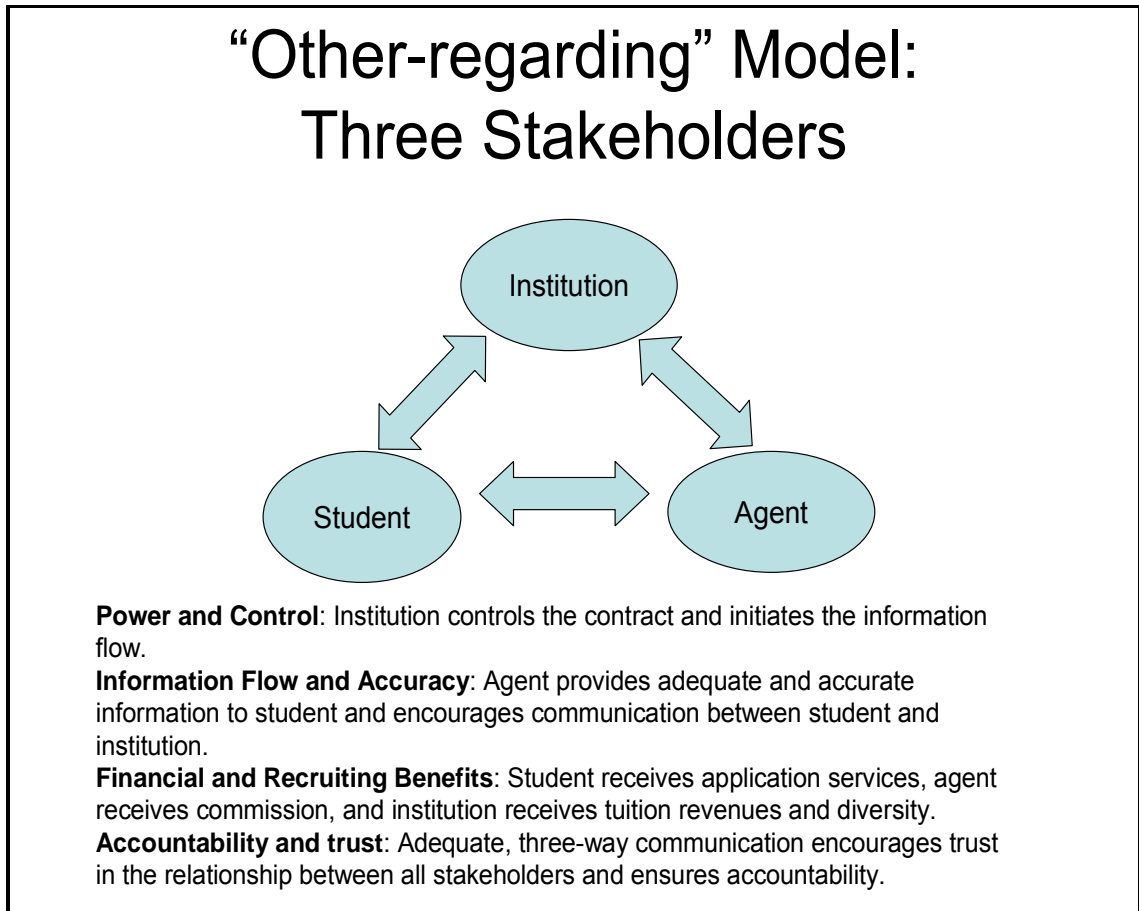 “Other-regarding” Model:
Three Stakeholders
Institution
Student
Agent
Power and Control: Institution controls the contract and initiates the information
flow.
Information Flow and Accuracy: Agent provides adequate and accurate
information to student and encourages communication between student and
institution.
Financial and Recruiting Benefits: Student receives application services, agent
receives commission, and institution receives tuition revenues and diversity.
Accountability and trust: Adequate, three-way communication encourages trust
in the relationship between all stakeholders and ensures accountability.